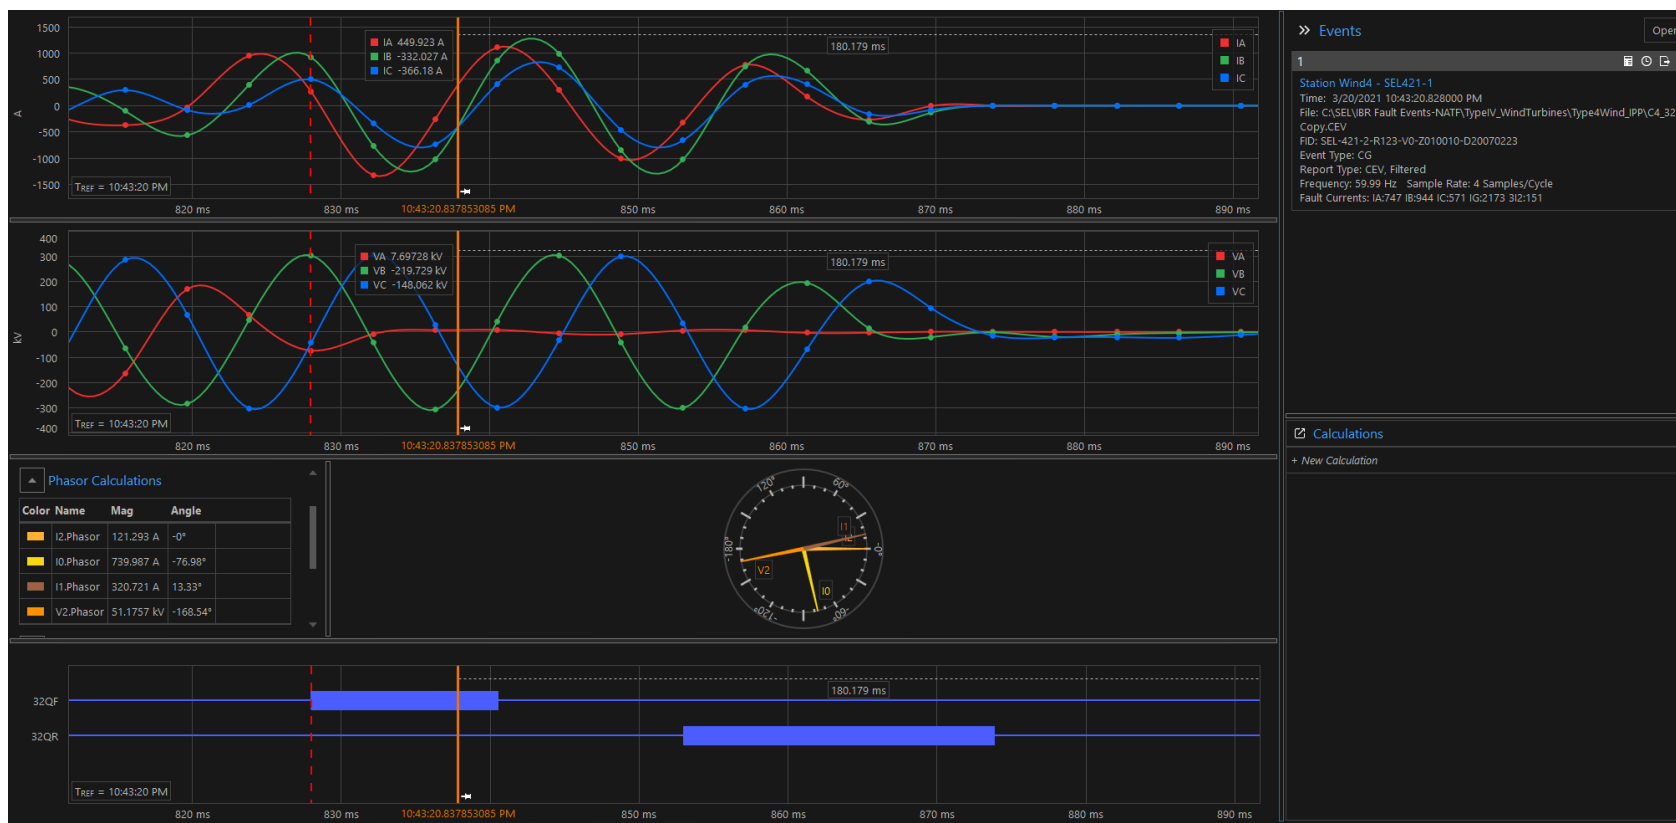 1500
1000
500
0
-500
-1000
-1500
A
IA 449.923 A
IB -332.027 A
IC -366.18 A
180.179 ms
IA
IB
IC
TREF = 10:43:20 PM
820 ms
830 ms
10:43:20.837853085 PM
850 ms
860 ms
870 ms
880 ms
890 ms
400
300
200
100
0
-100
-200
-300
-400
kV
VA 7.69728 kV
VB -219.729 kV
VC -148.062 kV
180.179 ms
VA
VB
VC
TREF = 10:43:20 PM
820 ms
830 ms
10:43:20.837853085 PM
850 ms
860 ms
870 ms
880 ms
890 ms
Phasor Calculations
Color Name Mag Angle
I2.Phasor 121.293 A -0°
I0.Phasor 739.987 A -76.98°
I1.Phasor 320.721 A 13.33°
V2.Phasor 51.1757 kV -168.54°
120°
60°
-180°
-0°
-120°
-60°
I1
I2
V2
I0
32QF
32QR
180.179 ms
TREF = 10:43:20 PM
820 ms
830 ms
10:43:20.837853085 PM
850 ms
860 ms
870 ms
880 ms
890 ms
Events
Open
1
Station Wind4 - SEL421-1
Time: 3/20/2021 10:43:20.828000 PM
File: C:\SEL\IBR Fault Events-NATF\TypeIV_WindTurbines\Type4Wind_IPP\C4_32
Copy.CEV
FID: SEL-421-2-R123-V0-Z010010-D20070223
Event Type: CG
Report Type: CEV, Filtered
Frequency: 59.99 Hz Sample Rate: 4 Samples/Cycle
Fault Currents: IA:747 IB:944 IC:571 IG:2173 3I2:151
Calculations
+ New Calculation